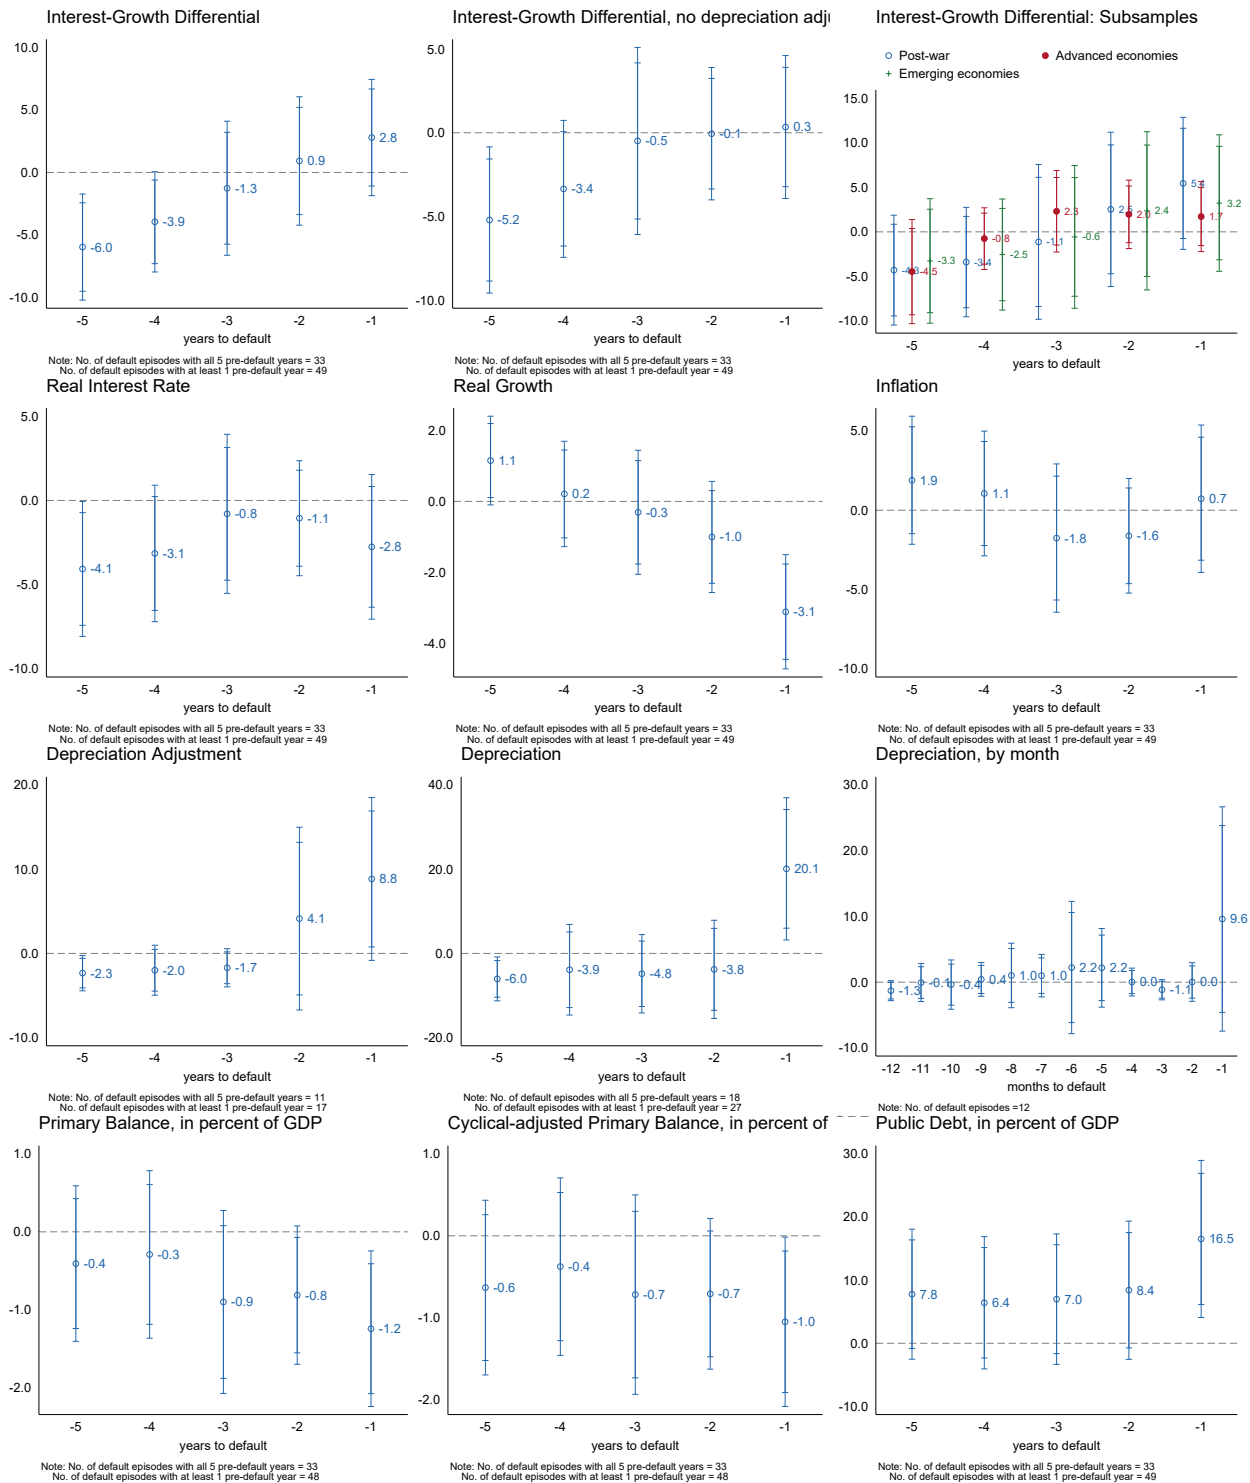 Interest-Growth Differential
10.0
5.0
0.0
-5.0
-10.0
2.8
0.9
-1.3
-3.9
-6.0
-5 -4 -3 -2 -1
years to default
Note: No. of default episodes with all 5 pre-default years = 33
No. of default episodes with at least 1 pre-default year = 49
Interest-Growth Differential, no depreciation adju
5.0
0.0
-5.0
-10.0
0.3
-0.1
-0.5
-3.4
-5.2
-5 -4 -3 -2 -1
years to default
Note: No. of default episodes with all 5 pre-default years = 33
No. of default episodes with at least 1 pre-default year = 49
Interest-Growth Differential: Subsamples
Post-war Advanced economies
Emerging economies
15.0
10.0
5.0
0.0
-5.0
-10.0
-4.3 -4.5 -3.3
-3.4 -0.8 -2.5
-1.1 2.3 -0.6
2.5 2.0 2.4
5.4 1.7 3.2
-5 -4 -3 -2 -1
years to default
Real Interest Rate
5.0
0.0
-5.0
-10.0
-4.1
-3.1
-0.8
-1.1
-2.8
-5 -4 -3 -2 -1
years to default
Note: No. of default episodes with all 5 pre-default years = 33
No. of default episodes with at least 1 pre-default year = 49
Real Growth
2.0
0.0
-2.0
-4.0
1.1
0.2
-0.3
-1.0
-3.1
-5 -4 -3 -2 -1
years to default
Note: No. of default episodes with all 5 pre-default years = 33
No. of default episodes with at least 1 pre-default year = 49
Inflation
5.0
0.0
-5.0
-10.0
1.9
1.1
-1.8
-1.6
0.7
-5 -4 -3 -2 -1
years to default
Note: No. of default episodes with all 5 pre-default years = 33
No. of default episodes with at least 1 pre-default year = 49
Depreciation Adjustment
20.0
10.0
0.0
-10.0
-2.3
-2.0
-1.7
4.1
8.8
-5 -4 -3 -2 -1
years to default
Note: No. of default episodes with all 5 pre-default years = 11
No. of default episodes with at least 1 pre-default year = 17
Depreciation
40.0
20.0
0.0
-20.0
-6.0
-3.9
-4.8
-3.8
20.1
-5 -4 -3 -2 -1
years to default
Note: No. of default episodes with all 5 pre-default years = 18
No. of default episodes with at least 1 pre-default year = 27
Depreciation, by month
30.0
20.0
10.0
0.0
-10.0
-1.3 -0.1 -0.4 0.4 1.0 1.0 2.2 2.2 0.0 -1.1 0.0 9.6
-12 -11 -10 -9 -8 -7 -6 -5 -4 -3 -2 -1
months to default
Note: No. of default episodes =12
Primary Balance, in percent of GDP
1.0
0.0
-1.0
-2.0
-0.4
-0.3
-0.9
-0.8
-1.2
-5 -4 -3 -2 -1
years to default
Note: No. of default episodes with all 5 pre-default years = 33
No. of default episodes with at least 1 pre-default year = 48
Cyclical-adjusted Primary Balance, in percent of
1.0
0.0
-1.0
-2.0
-0.6
-0.4
-0.7
-0.7
-1.0
-5 -4 -3 -2 -1
years to default
Note: No. of default episodes with all 5 pre-default years = 33
No. of default episodes with at least 1 pre-default year = 48
Public Debt, in percent of GDP
30.0
20.0
10.0
0.0
-10.0
7.8
6.4
7.0
8.4
16.5
-5 -4 -3 -2 -1
years to default
Note: No. of default episodes with all 5 pre-default years = 33
No. of default episodes with at least 1 pre-default year = 49